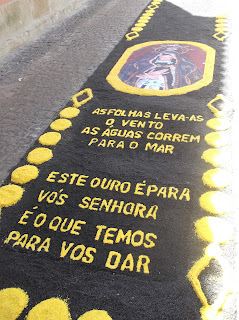 AS FOLHAS LEVA-AS
O VENTO
AS ÁGUAS CORREM
PARA O MAR
ESTE OURO É PARA
VÓS SENHORA
E O QUE TEMOS
PARA VOS DAR